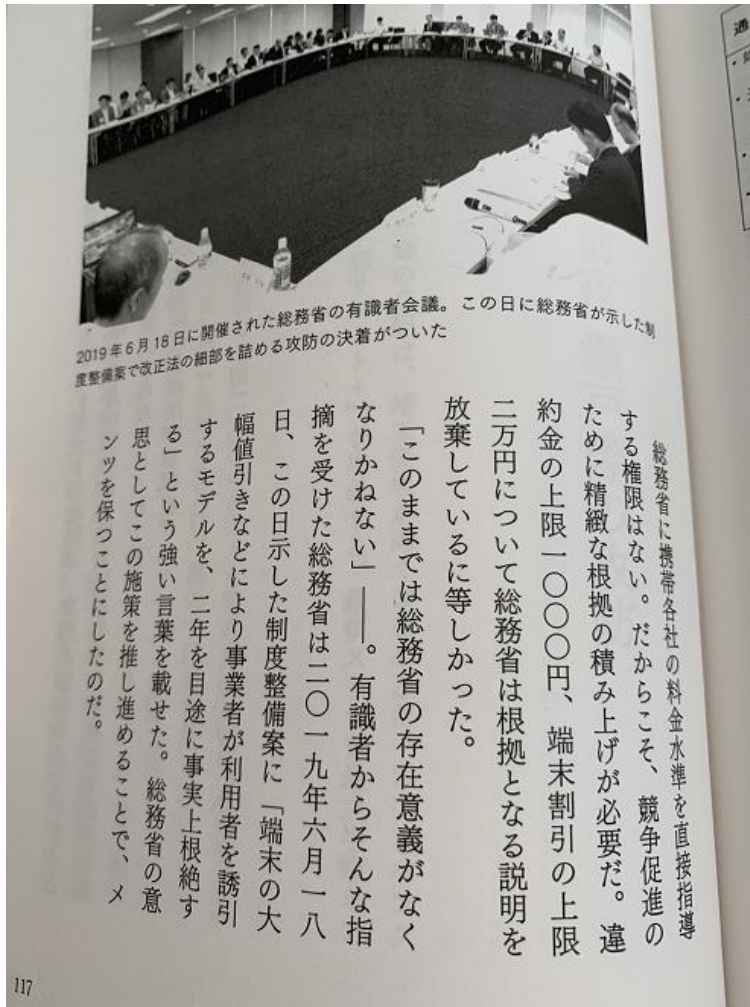 2019年6月18日に開催された総務省の有識者会議。この日に総務省が示した制
度整備案で改正法の細部を詰める攻防の決着がついた
総務省に携帯各社の料金水準を直接指導
する権限はない。だからこそ、競争促進の
ために精緻な根拠の積み上げが必要だ。違
約金の上限一〇〇〇円、端末割引の上限
二万円について総務省は根拠となる説明を
放棄しているに等しかった。
「このままでは総務省の存在意義がなく
なりかねない」――。有識者からそんな指
摘を受けた総務省は二〇一九年六月一八
日、この日示した制度整備案に「端末の大
幅値引きなどにより事業者が利用者を誘引
するモデルを、二年を目途に事実上根絶す
る」という強い言葉を載せた。総務省の意
思としてこの施策を推し進めることで、メ
ンツを保つことにしたのだ。
117
通